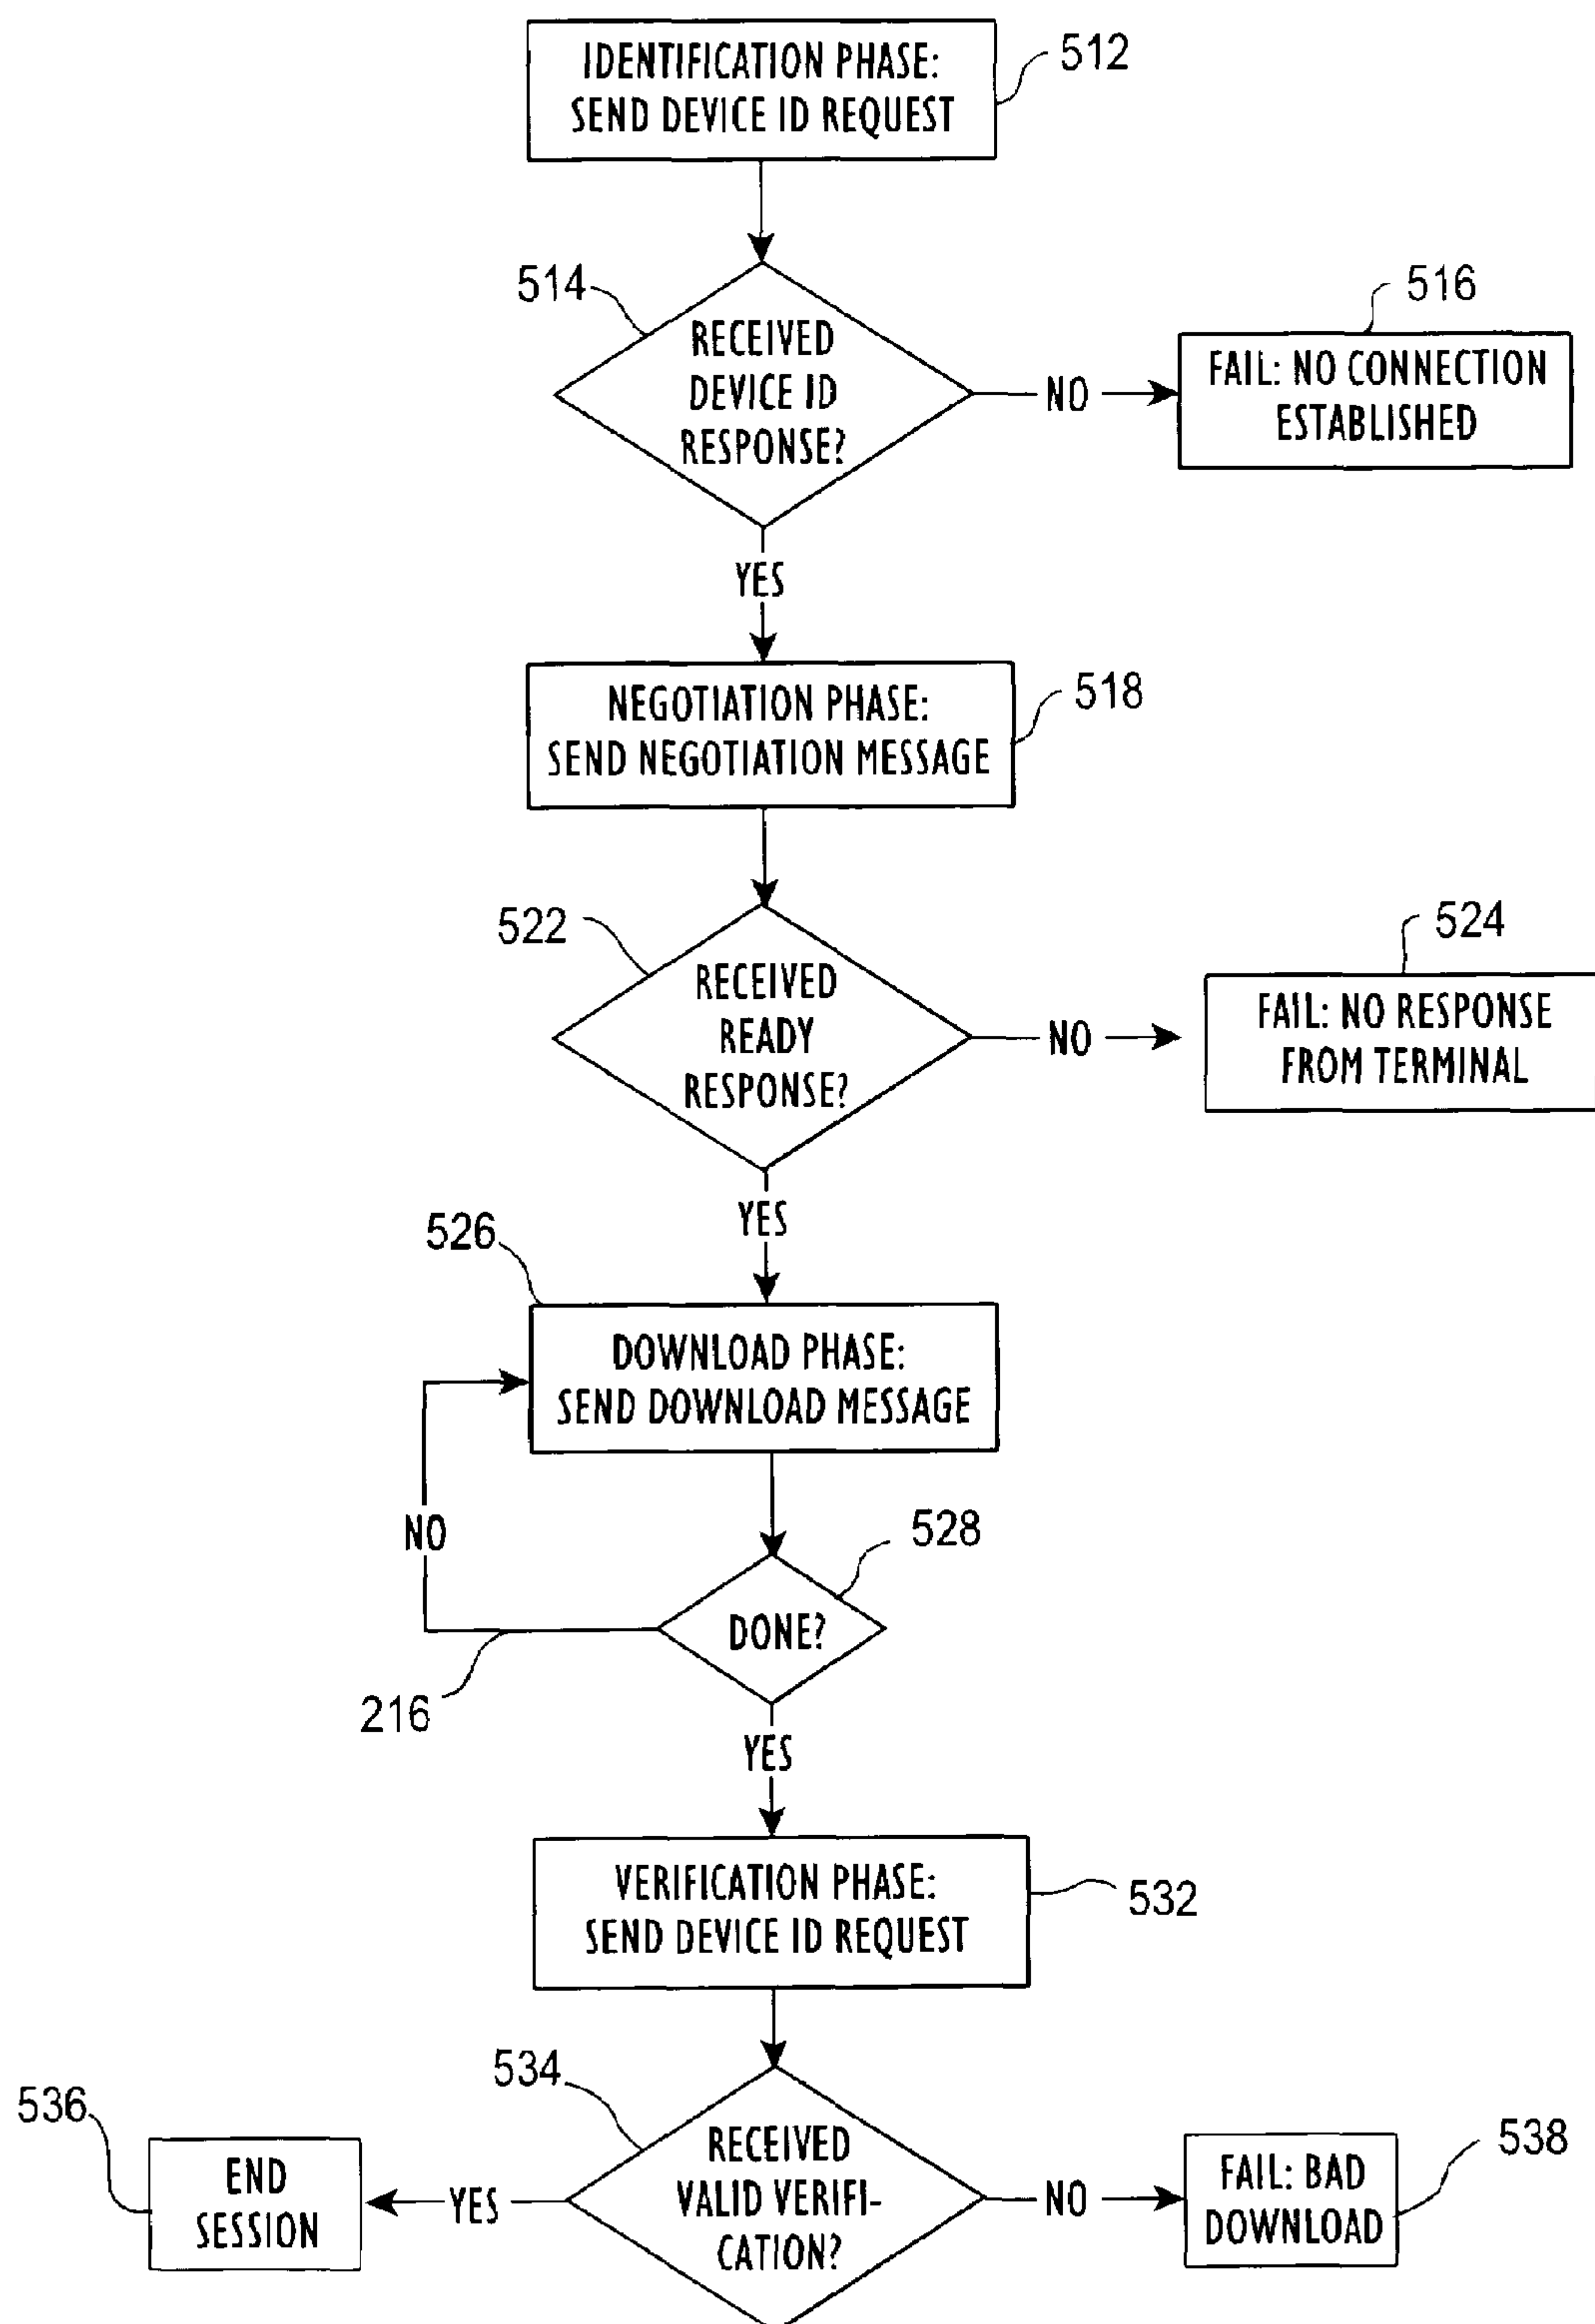 IDENTIFICATION PHASE:
SEND DEVICE ID REQUEST
512
514
RECEIVED
DEVICE ID
RESPONSE?
NO
516
FAIL: NO CONNECTION
ESTABLISHED
YES
NEGOTIATION PHASE:
SEND NEGOTIATION MESSAGE
518
522
RECEIVED
READY
RESPONSE?
NO
524
FAIL: NO RESPONSE
FROM TERMINAL
YES
526
DOWNLOAD PHASE:
SEND DOWNLOAD MESSAGE
NO
528
DONE?
216
YES
VERIFICATION PHASE:
SEND DEVICE ID REQUEST
532
534
RECEIVED
VALID VERIFI-
CATION?
YES
536
END
SESSION
NO
538
FAIL: BAD
DOWNLOAD